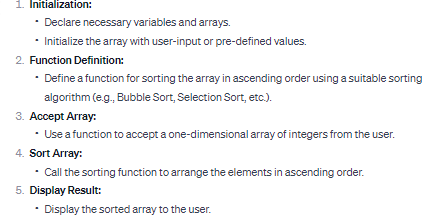 1. Initialization:
• Declare necessary variables and arrays.
• Initialize the array with user-input or pre-defined values.
2. Function Definition:
• Define a function for sorting the array in ascending order using a suitable sorting
algorithm (e.g., Bubble Sort, Selection Sort, etc.).
3. Accept Array:
• Use a function to accept a one-dimensional array of integers from the user.
4. Sort Array:
• Call the sorting function to arrange the elements in ascending order.
5. Display Result:
• Display the sorted array to the user.